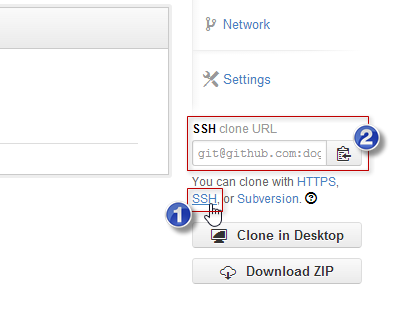 Network
Settings
SSH clone URL
git@github.com:dog
2
You can clone with HTTPS,
SSH, or Subversion.
1
Clone in Desktop
Download ZIP